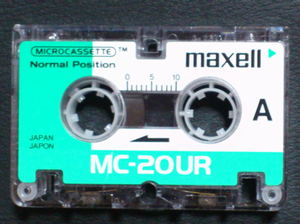 MICROCASSETTE™
Normal Position
maxell
0 5 10
A
JAPAN
JAPON
MC-20UR